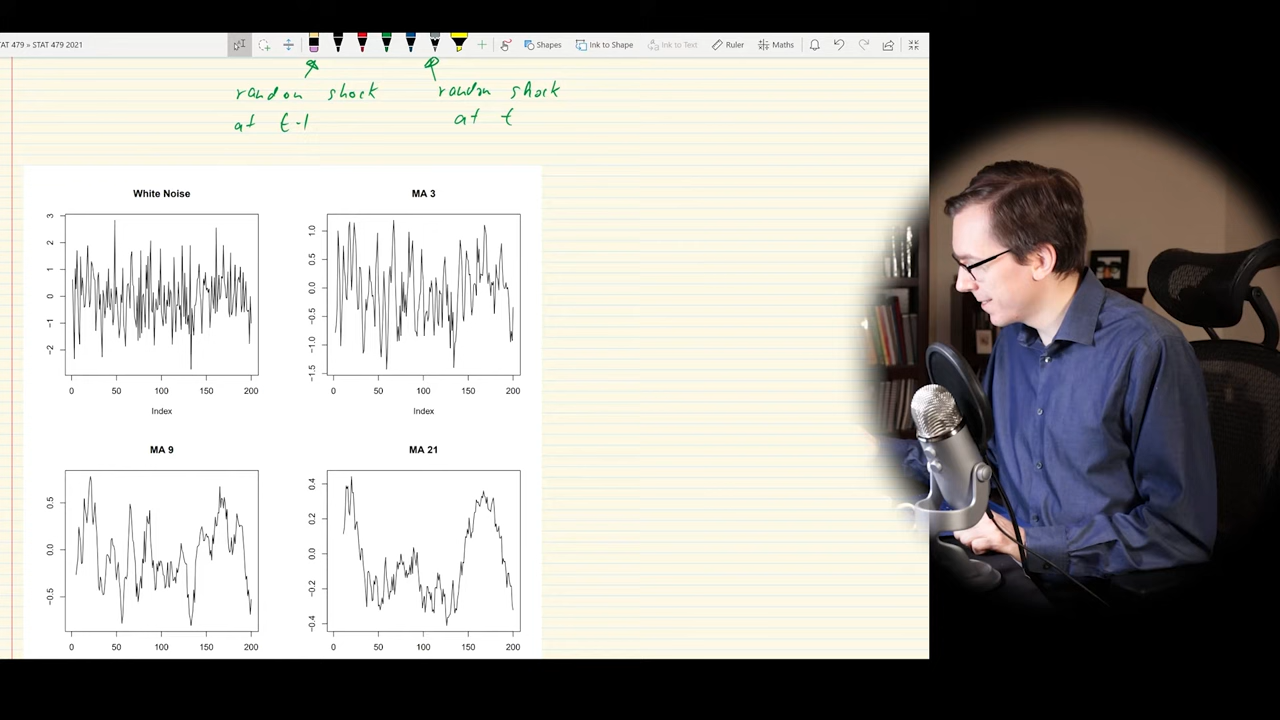 AT 479 » STAT 479 2021
Shapes
Ink to Shape
Ink to Text
Ruler
Maths
random shock
at t-1
random shock
at t
White Noise
3
2
1
0
-1
-2
0 50 100 150 200
Index
MA 3
1.0
0.5
0.0
-0.5
-1.0
-1.5
0 50 100 150 200
Index
MA 9
0.5
0.0
-0.5
0 50 100 150 200
MA 21
0.4
0.2
0.0
-0.2
-0.4
0 50 100 150 200